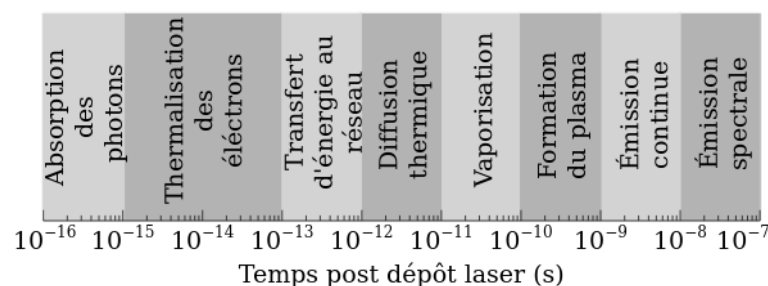 Absorption
des
photons
Thermalisation
des
éléctrons
Transfert
d'énergie au
réseau
Diffusion
thermique
Vaporisation
Formation
du plasma
Émission
continue
Émission
spectrale
10⁻¹⁶ 10⁻¹⁵ 10⁻¹⁴ 10⁻¹³ 10⁻¹² 10⁻¹¹ 10⁻¹⁰ 10⁻⁹ 10⁻⁸ 10⁻⁷
Temps post dépôt laser (s)